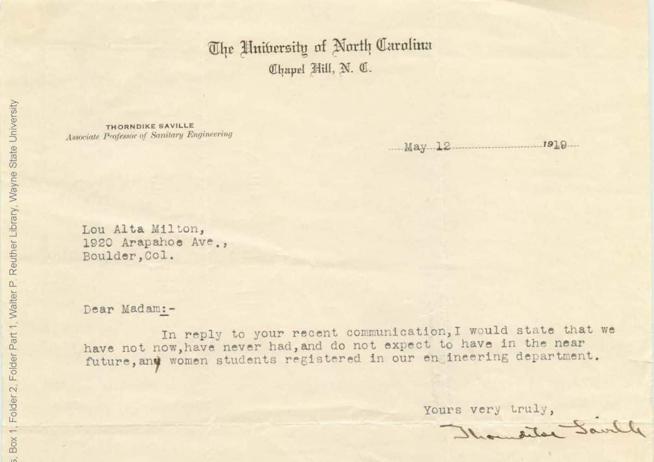 The University of North Carolina
Chapel Hill, N. C.
THORNDIKE SAVILLE
Associate Professor of Sanitary Engineering
May 12 1919
Lou Alta Milton,
1920 Arapahoe Ave.,
Boulder,Col.
Dear Madam:-
In reply to your recent communication,I would state that we
have not now,have never had,and do not expect to have in the near
future,any women students registered in our en ineering department.
Yours very truly,
Thorndike Saville
Box 1, Folder 2, Folder Part 1, Walter P. Reuther Library, Wayne State University